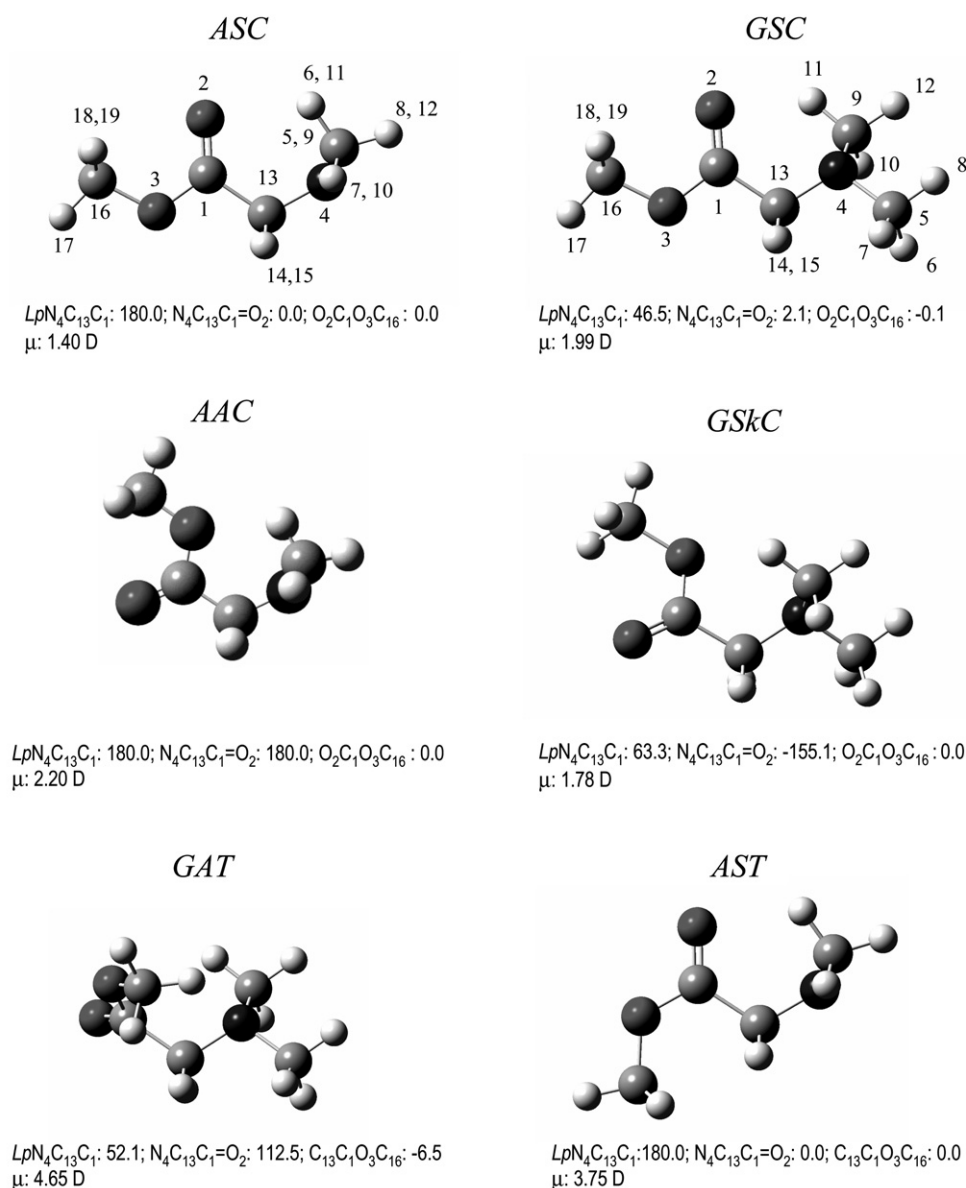 ASC
2
6, 11
18,19
8, 12
5, 9
3
13
7, 10
1
4
16
17
14,15
LpN₄C₁₃C₁: 180.0; N₄C₁₃C₁=O₂: 0.0; O₂C₁O₃C₁₆ : 0.0
μ: 1.40 D
GSC
2
11
12
18, 19
9
8
13
10
1
4
16
5
3
17
7
14, 15
6
LpN₄C₁₃C₁: 46.5; N₄C₁₃C₁=O₂: 2.1; O₂C₁O₃C₁₆ : -0.1
μ: 1.99 D
AAC
LpN₄C₁₃C₁: 180.0; N₄C₁₃C₁=O₂: 180.0; O₂C₁O₃C₁₆ : 0.0
μ: 2.20 D
GSkC
LpN₄C₁₃C₁: 63.3; N₄C₁₃C₁=O₂: -155.1; O₂C₁O₃C₁₆ : 0.0
μ: 1.78 D
GAT
LpN₄C₁₃C₁: 52.1; N₄C₁₃C₁=O₂: 112.5; C₁₃C₁O₃C₁₆: -6.5
μ: 4.65 D
AST
LpN₄C₁₃C₁:180.0; N₄C₁₃C₁=O₂: 0.0; C₁₃C₁O₃C₁₆: 0.0
μ: 3.75 D